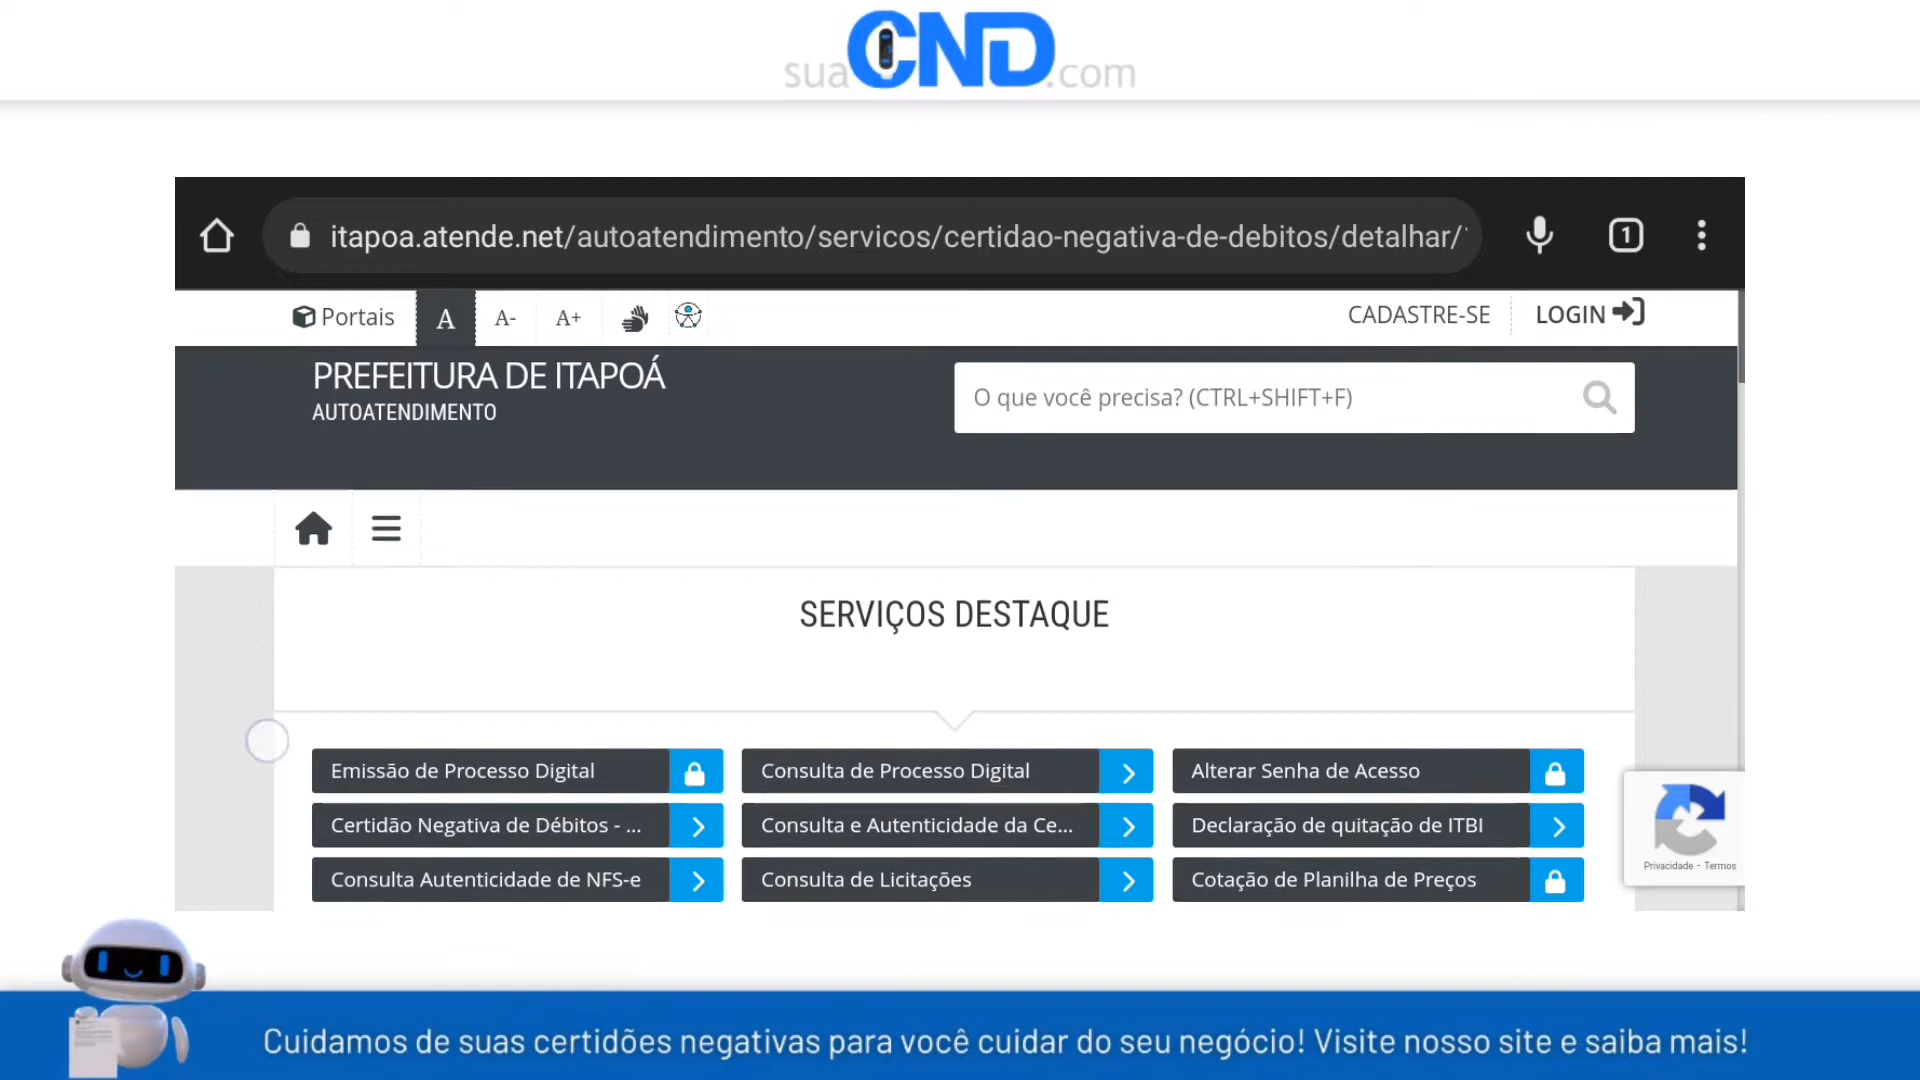 suaCND.com
itapoa.atende.net/autoatendimento/servicos/certidao-negativa-de-debitos/detalhar/
1
Portais A A- A+ CADASTRE-SE LOGIN
PREFEITURA DE ITAPOÁ
AUTOATENDIMENTO
O que você precisa? (CTRL+SHIFT+F)
SERVIÇOS DESTAQUE
Emissão de Processo Digital Consulta de Processo Digital Alterar Senha de Acesso
Certidão Negativa de Débitos - ... Consulta e Autenticidade da Ce... Declaração de quitação de ITBI
Consulta Autenticidade de NFS-e Consulta de Licitações Cotação de Planilha de Preços
Privacidade - Termos
Cuidamos de suas certidões negativas para você cuidar do seu negócio! Visite nosso site e saiba mais!